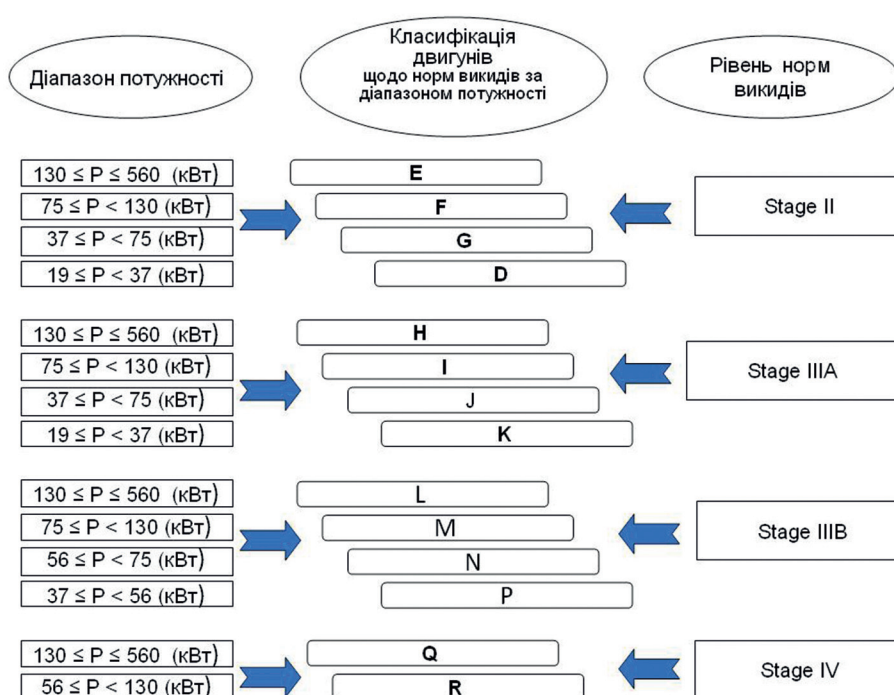 Діапазон потужності
Класифікація
двигунів
щодо норм викидів за
діапазоном потужності
Рівень норм
викидів
130 ≤ P ≤ 560 (кВт)
E
75 ≤ P < 130 (кВт)
F
Stage II
37 ≤ P < 75 (кВт)
G
19 ≤ P < 37 (кВт)
D
130 ≤ P ≤ 560 (кВт)
H
75 ≤ P < 130 (кВт)
I
Stage IIIA
37 ≤ P < 75 (кВт)
J
19 ≤ P < 37 (кВт)
K
130 ≤ P ≤ 560 (кВт)
L
75 ≤ P < 130 (кВт)
M
Stage IIIB
56 ≤ P < 75 (кВт)
N
37 ≤ P < 56 (кВт)
P
130 ≤ P ≤ 560 (кВт)
Q
Stage IV
56 ≤ P < 130 (кВт)
R